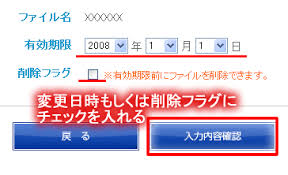 ファイル名 XXXXXX
有効期限 2008 年 1 月 1 日
削除フラグ ※有効期限前にファイルを削除できます。
変更日時もしくは削除フラグに
チェックを入れる
戻 る 入力内容確認